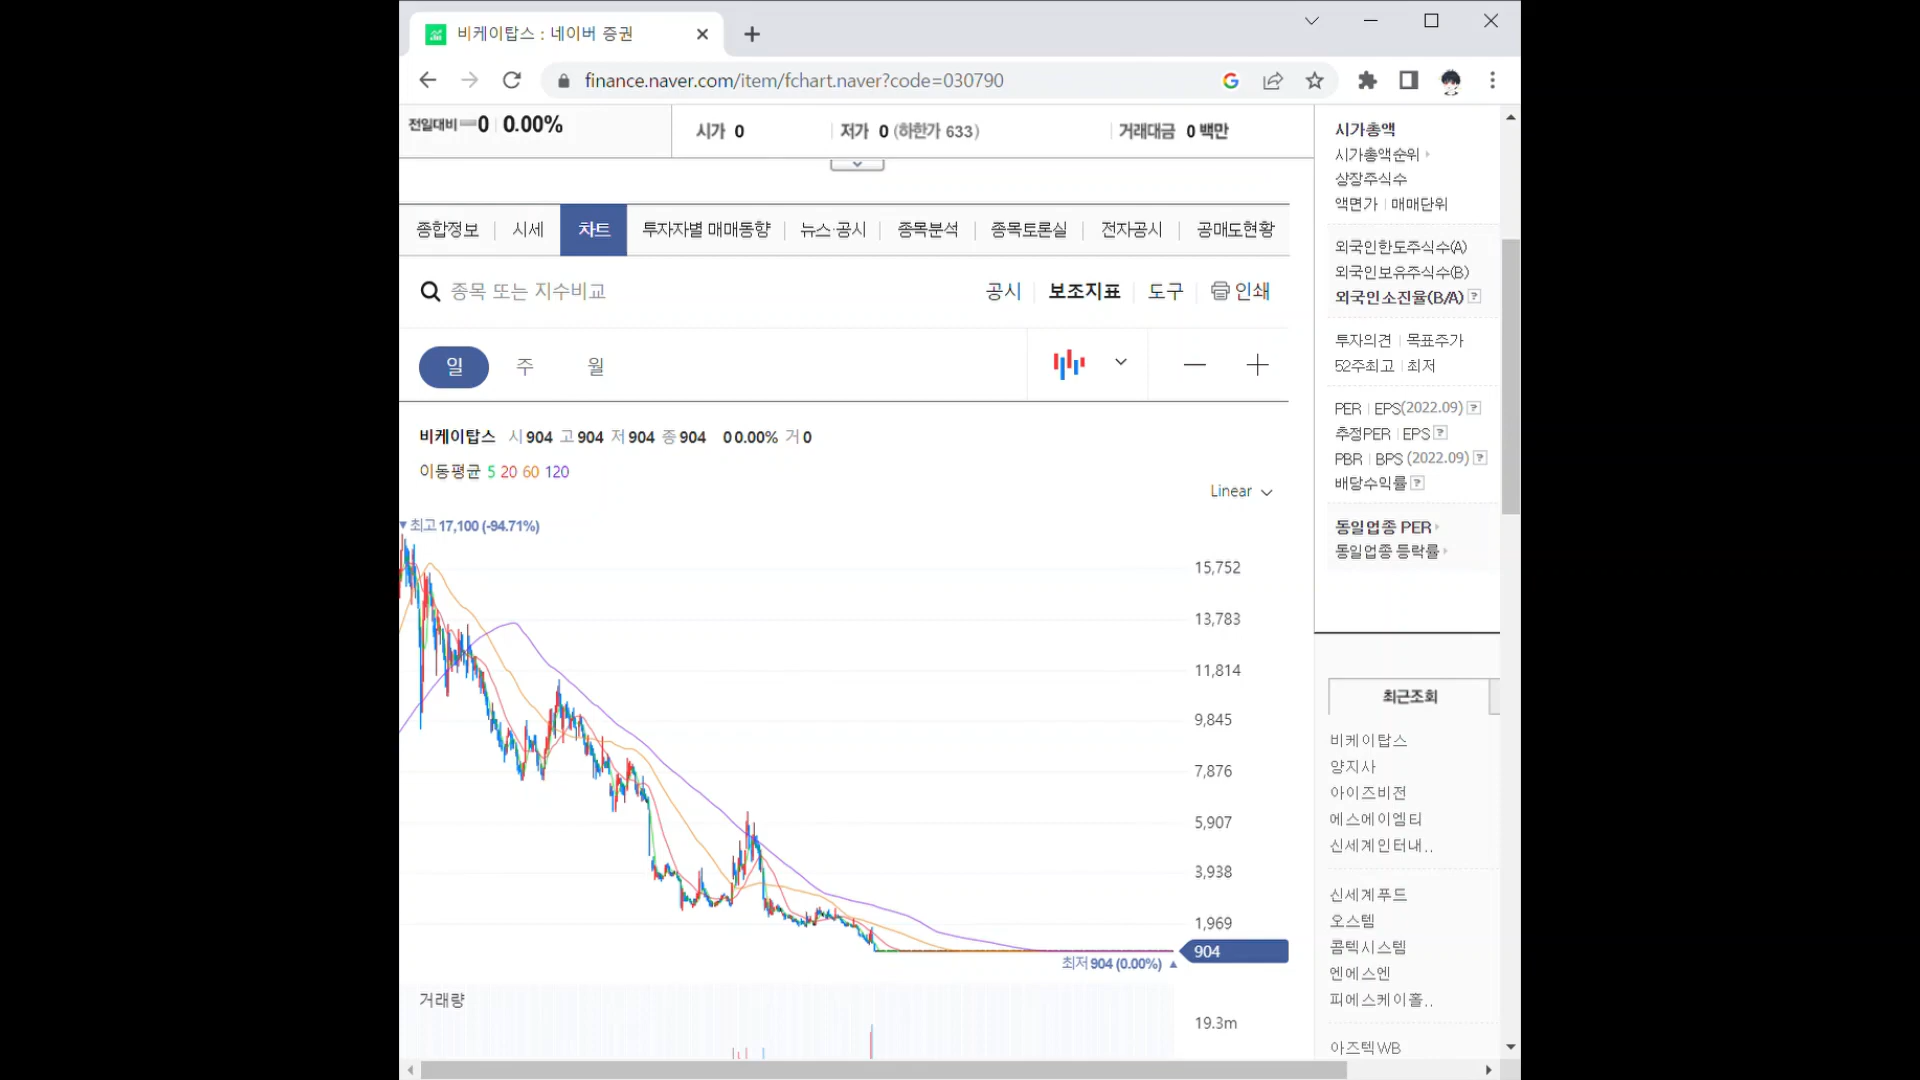 비케이탑스 : 네이버 증권
finance.naver.com/item/fchart.naver?code=030790
전일대비 0 0.00%
시가 0 저가 0 (하한가 633) 거래대금 0 백만
종합정보 시세 차트 투자자별 매매동향 뉴스·공시 종목분석 종목토론실 전자공시 공매도현황
종목 또는 지수비교 공시 보조지표 도구 인쇄
일 주 월
비케이탑스 시 904 고 904 저 904 종 904 0 0.00% 거 0
이동평균 5 20 60 120
Linear
최고 17,100 (-94.71%)
15,752
13,783
11,814
9,845
7,876
5,907
3,938
1,969
904
최저 904 (0.00%)
거래량
19.3m
시가총액
시가총액순위
상장주식수
액면가 매매단위
외국인한도주식수(A)
외국인보유주식수(B)
외국인소진율(B/A) ?
투자의견 목표주가
52주최고 최저
PER EPS(2022.09) ?
추정PER EPS ?
PBR BPS (2022.09) ?
배당수익률 ?
동일업종 PER
동일업종 등락률
최근조회
비케이탑스
양지사
아이즈비전
에스에이엠티
신세계인터내..
신세계푸드
오스템
콤텍시스템
엔에스엔
피에스케이홀..
아즈텍WB